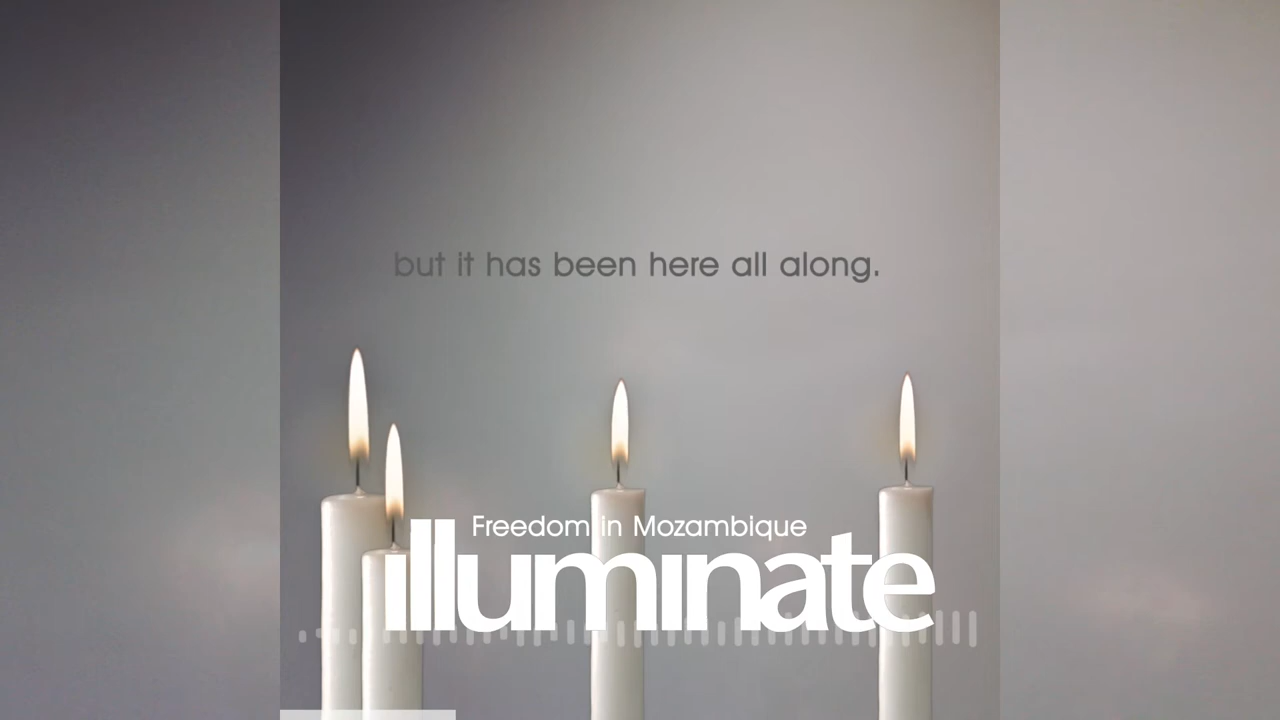 but it has been here all along.
Freedom in Mozambique
illuminate